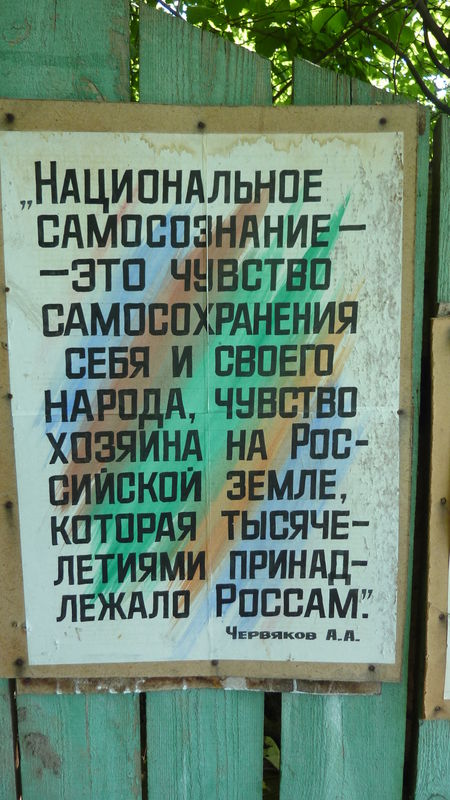 „Национальное
самосознание —
— это чувство
самосохранения
себя и своего
народа, чувство
хозяина на Рос-
сийской земле,
которая тысяче-
летиями принад-
лежало Россам."
Червяков А.А.